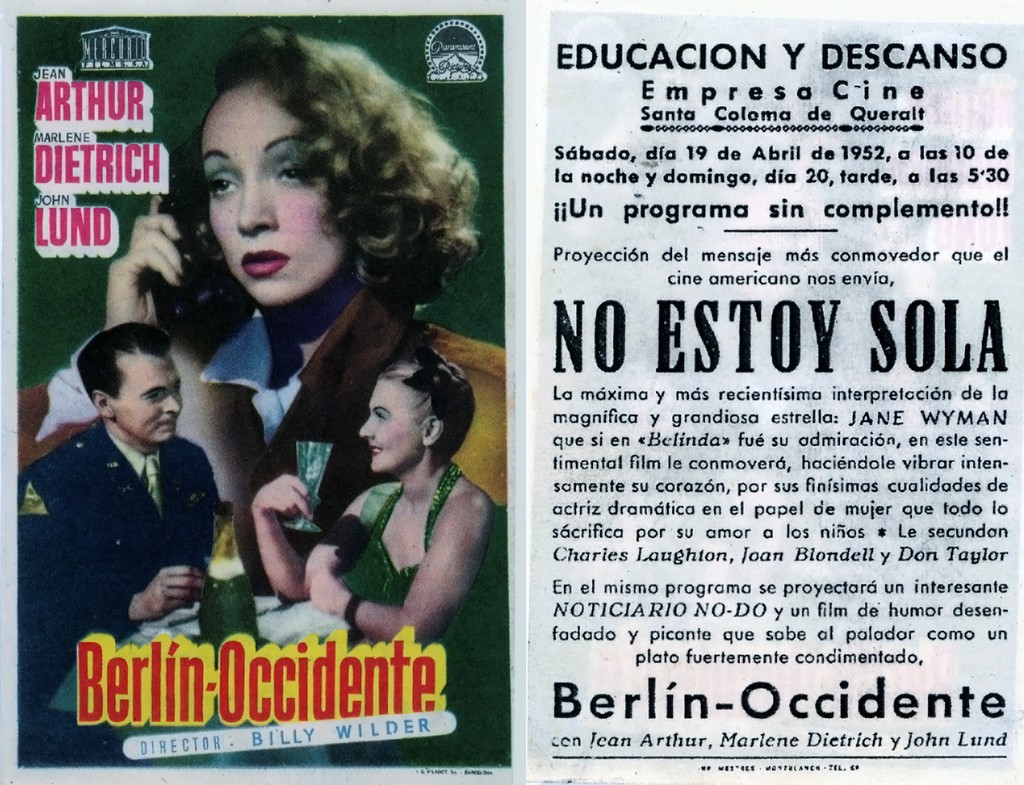 MERCURIO
FILMS S.A.
Paramount
Pictures
JEAN
ARTHUR
MARLENE
DIETRICH
JOHN
LUND
Berlín-Occidente
DIRECTOR · BILLY WILDER
BARCELONA
EDUCACION Y DESCANSO
Empresa Cine
Santa Coloma de Queralt
Sábado, día 19 de Abril de 1952, a las 10 de
la noche y domingo, día 20, tarde, a las 5'30
¡¡Un programa sin complemento!!
Proyección del mensaje más conmovedor que el
cine americano nos envía,
NO ESTOY SOLA
La máxima y más recientísima interpretación de la
magnífica y grandiosa estrella: JANE WYMAN
que si en «Belinda» fué su admiración, en este sen-
timental film le conmoverá, haciéndole vibrar inten-
samente su corazón, por sus finísimas cualidades de
actriz dramática en el papel de mujer que todo lo
sácrifica por su amor a los niños * Le secundan
Charles Laughton, Joan Blondell y Don Taylor
En el mismo programa se proyectará un interesante
NOTICIARIO NO-DO y un film de humor desen-
fadado y picante que sabe al paladar como un
plato fuertemente condimentado,
Berlín-Occidente
con Jean Arthur, Marlene Dietrich y John Lund
MESTRES - MONTBLANCH - TEL.